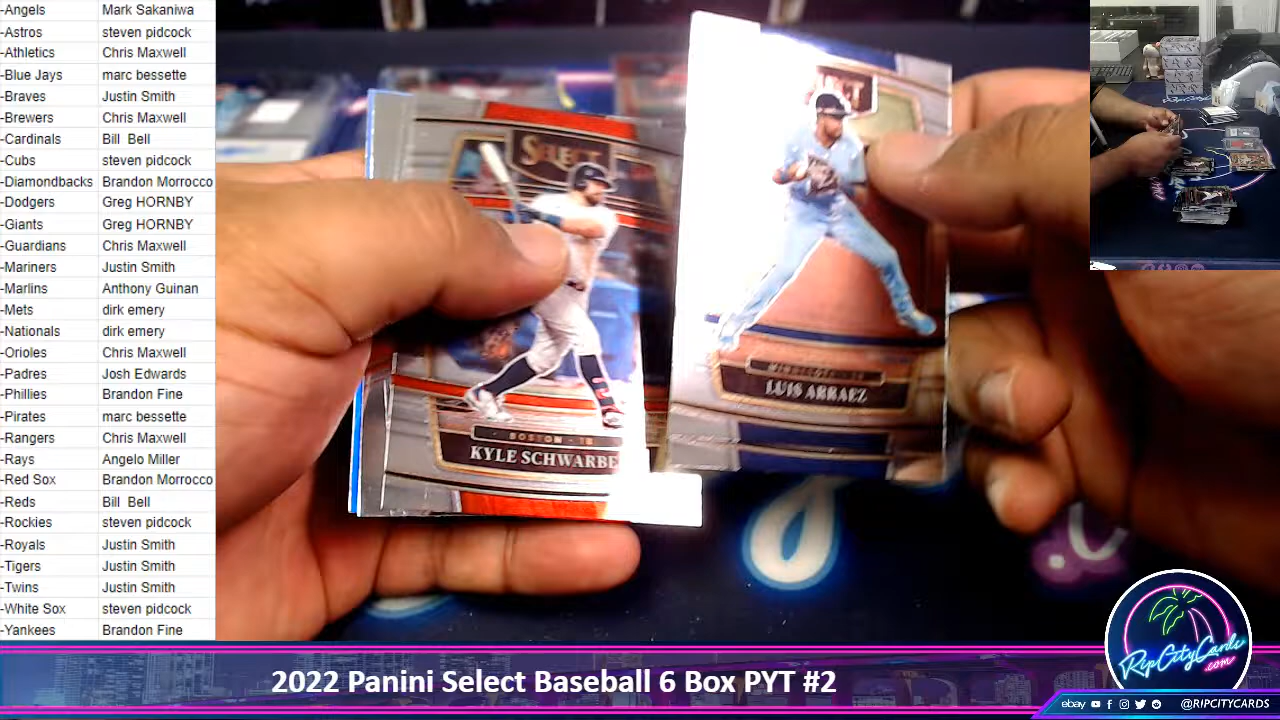 -Angels Mark Sakaniwa
-Astros steven pidcock
-Athletics Chris Maxwell
-Blue Jays marc bessette
-Braves Justin Smith
-Brewers Chris Maxwell
-Cardinals Bill Bell
-Cubs steven pidcock
-Diamondbacks Brandon Morrocco
-Dodgers Greg HORNBY
-Giants Greg HORNBY
-Guardians Chris Maxwell
-Mariners Justin Smith
-Marlins Anthony Guinan
-Mets dirk emery
-Nationals dirk emery
-Orioles Chris Maxwell
-Padres Josh Edwards
-Phillies Brandon Fine
-Pirates marc bessette
-Rangers Chris Maxwell
-Rays Angelo Miller
-Red Sox Brandon Morrocco
-Reds Bill Bell
-Rockies steven pidcock
-Royals Justin Smith
-Tigers Justin Smith
-Twins Justin Smith
-White Sox steven pidcock
-Yankees Brandon Fine
SELECT
BOSTON - 1B
KYLE SCHWARBE
LUIS ARRAEZ
RipCityCards
.com
2022 Panini Select Baseball 6 Box PYT #2
ebay
@RIPCITYCARDS